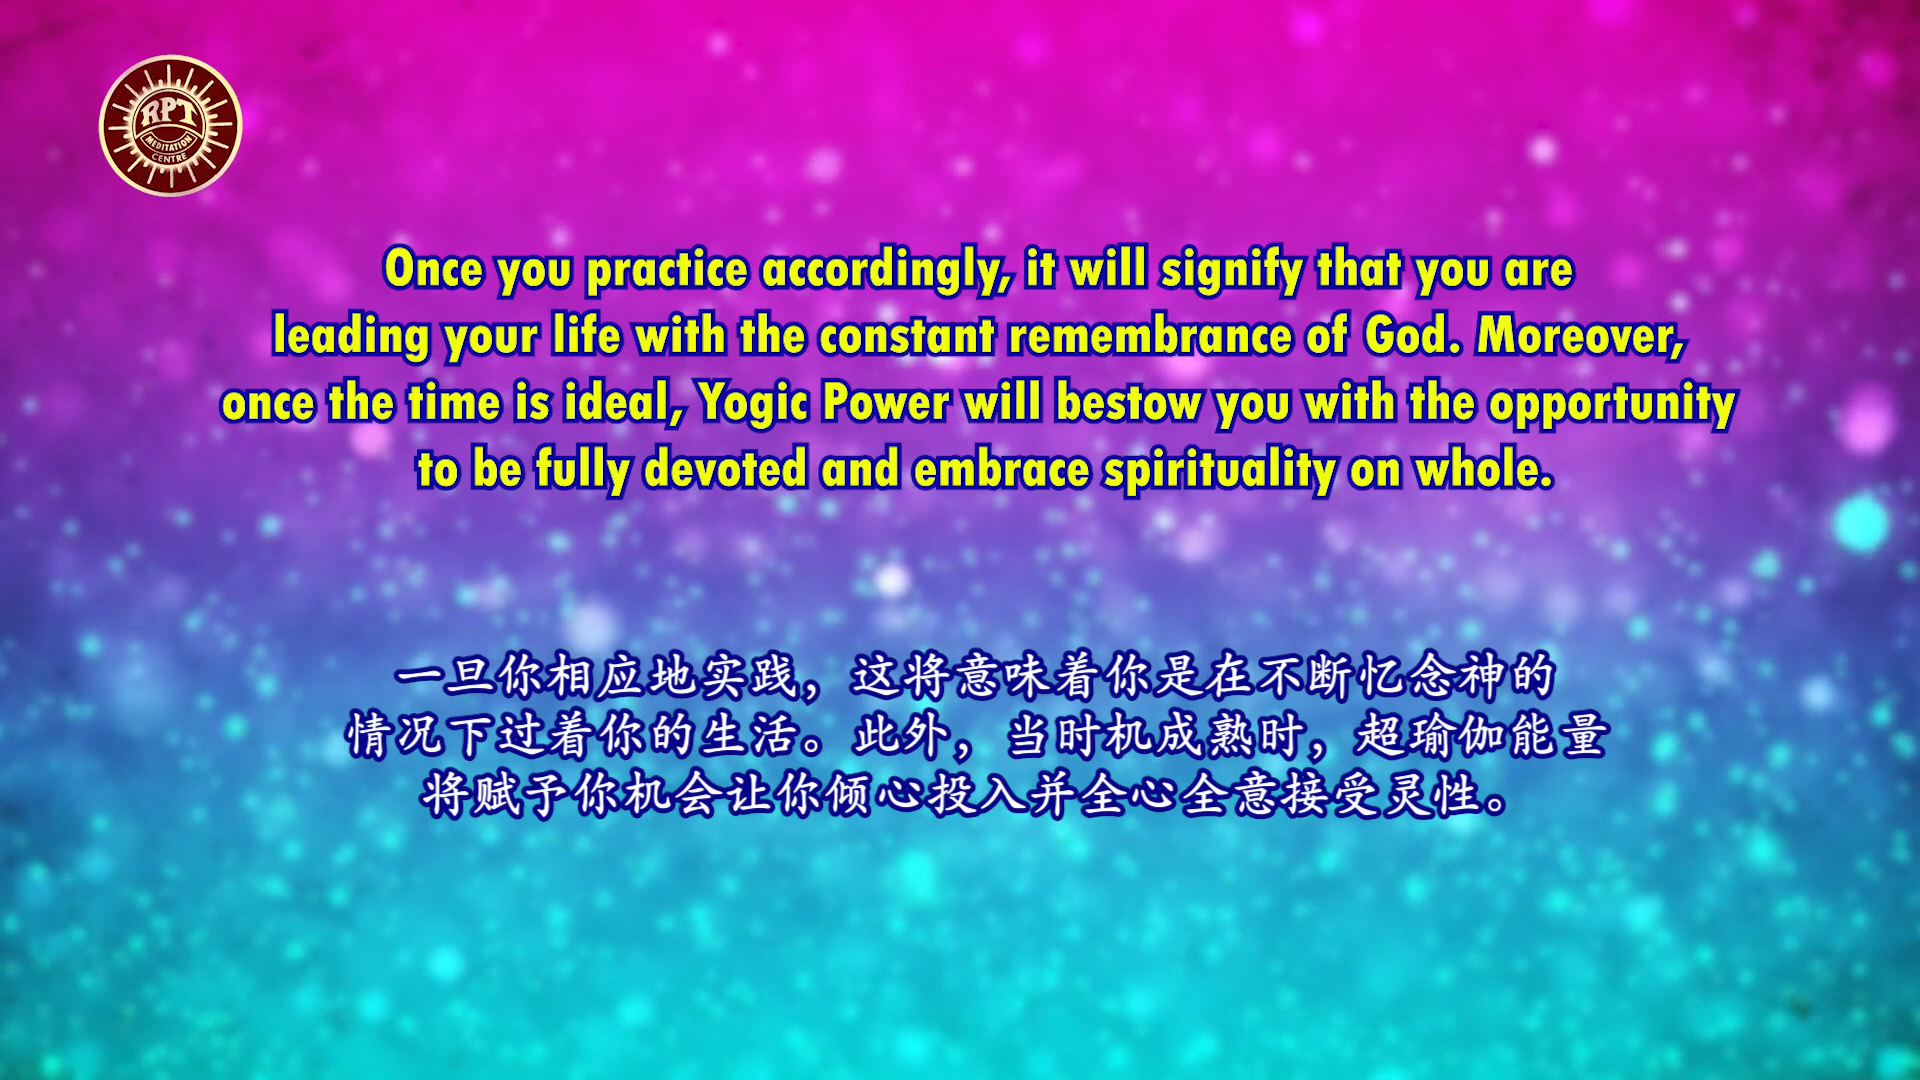 RPT
MEDITATION
CENTRE
Once you practice accordingly, it will signify that you are
leading your life with the constant remembrance of God. Moreover,
once the time is ideal, Yogic Power will bestow you with the opportunity
to be fully devoted and embrace spirituality on whole.
一旦你相应地实践，这将意味着你是在不断忆念神的
情况下过着你的生活。此外，当时机成熟时，超瑜伽能量
将赋予你机会让你倾心投入并全心全意接受灵性。